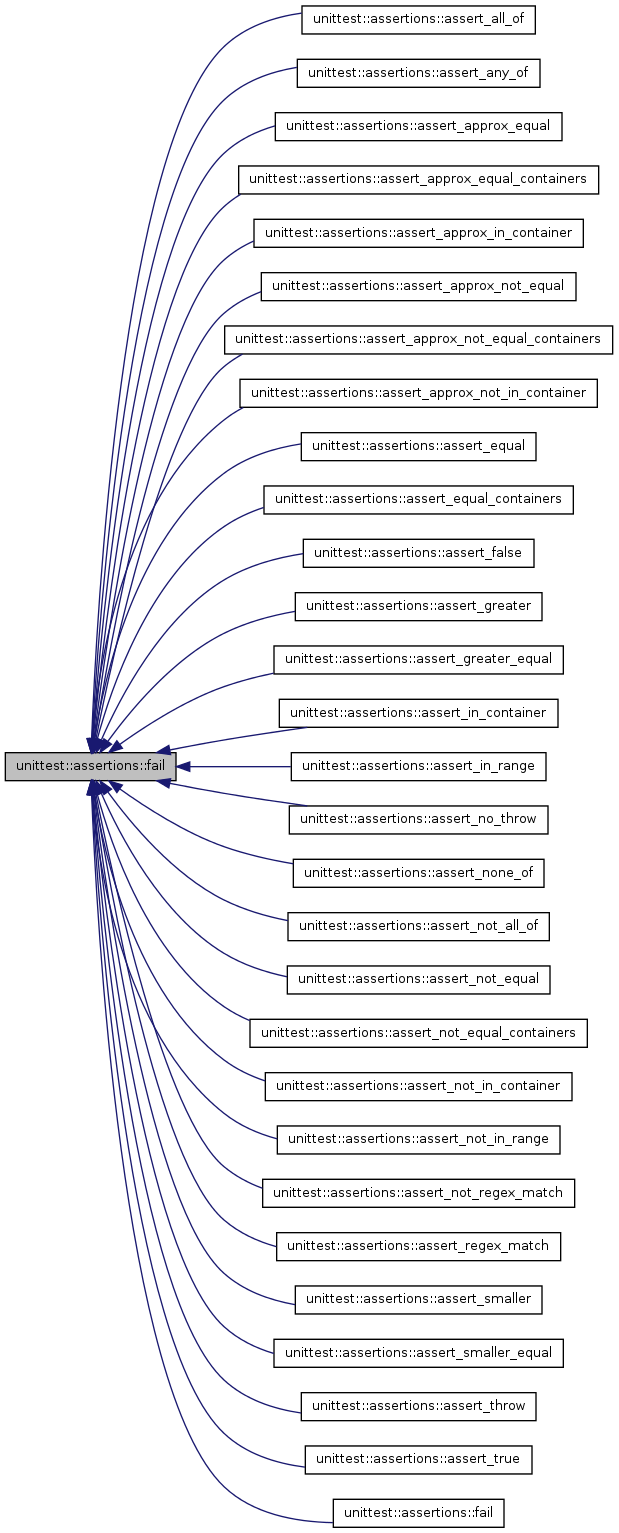 unittest::assertions::assert_all_of
unittest::assertions::assert_any_of
unittest::assertions::assert_approx_equal
unittest::assertions::assert_approx_equal_containers
unittest::assertions::assert_approx_in_container
unittest::assertions::assert_approx_not_equal
unittest::assertions::assert_approx_not_equal_containers
unittest::assertions::assert_approx_not_in_container
unittest::assertions::assert_equal
unittest::assertions::assert_equal_containers
unittest::assertions::assert_false
unittest::assertions::assert_greater
unittest::assertions::assert_greater_equal
unittest::assertions::assert_in_container
unittest::assertions::fail
unittest::assertions::assert_in_range
unittest::assertions::assert_no_throw
unittest::assertions::assert_none_of
unittest::assertions::assert_not_all_of
unittest::assertions::assert_not_equal
unittest::assertions::assert_not_equal_containers
unittest::assertions::assert_not_in_container
unittest::assertions::assert_not_in_range
unittest::assertions::assert_not_regex_match
unittest::assertions::assert_regex_match
unittest::assertions::assert_smaller
unittest::assertions::assert_smaller_equal
unittest::assertions::assert_throw
unittest::assertions::assert_true
unittest::assertions::fail